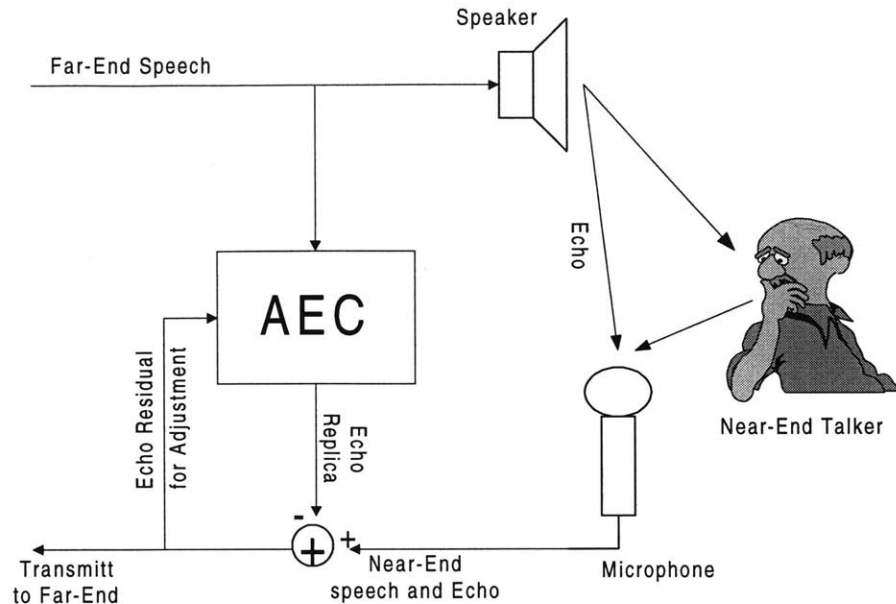 Speaker
Far-End Speech
Echo
AEC
Near-End Talker
Echo Residual
for Adjustment
Echo
Replica
-
+
+
Near-End
speech and Echo
Microphone
Transmitt
to Far-End